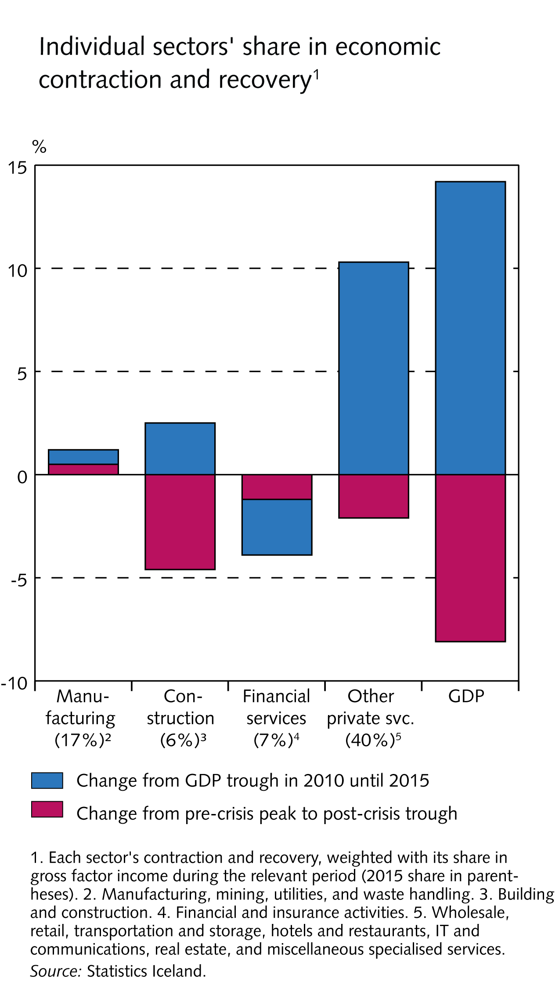 Individual sectors' share in economic
contraction and recovery¹
%
15
10
5
0
-5
-10
Manu-
facturing
(17%)²
Con-
struction
(6%)³
Financial
services
(7%)⁴
Other
private svc.
(40%)⁵
GDP
Change from GDP trough in 2010 until 2015
Change from pre-crisis peak to post-crisis trough
1. Each sector's contraction and recovery, weighted with its share in
gross factor income during the relevant period (2015 share in parent-
heses). 2. Manufacturing, mining, utilities, and waste handling. 3. Building
and construction. 4. Financial and insurance activities. 5. Wholesale,
retail, transportation and storage, hotels and restaurants, IT and
communications, real estate, and miscellaneous specialised services.
Source: Statistics Iceland.